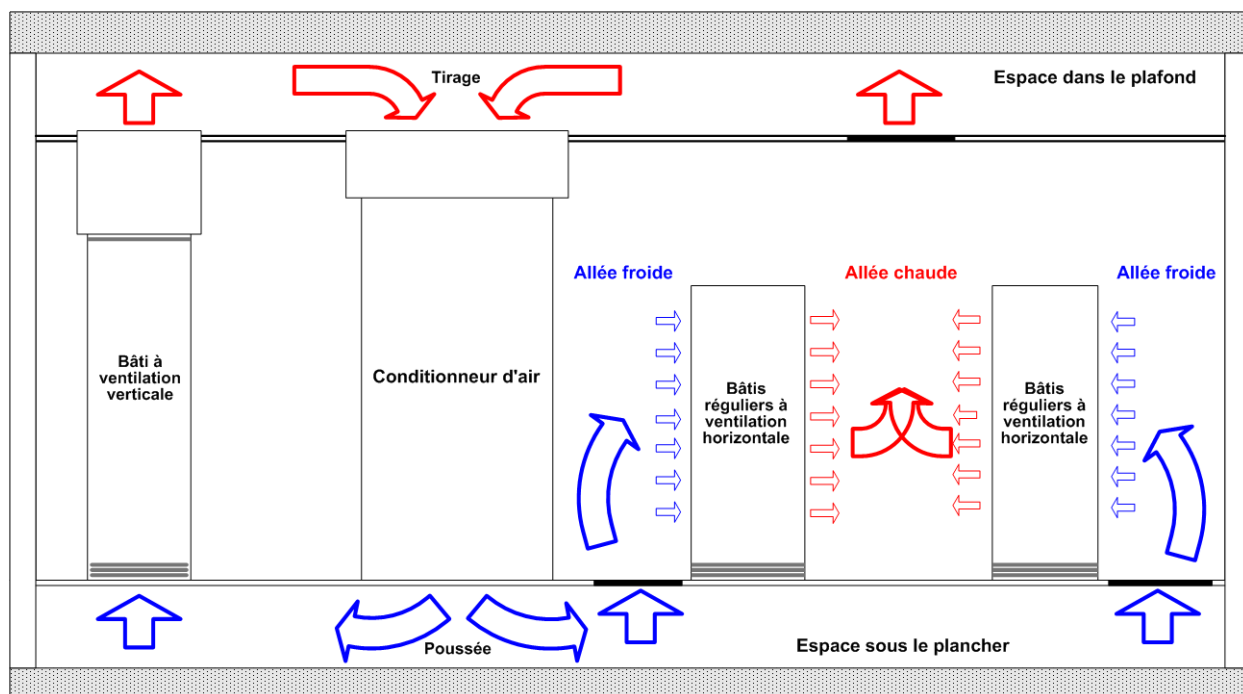 Tirage
Espace dans le plafond
Allée froide
Allée chaude
Allée froide
Bâti à
ventilation
verticale
Conditionneur d'air
Bâtis
réguliers à
ventilation
horizontale
Bâtis
réguliers à
ventilation
horizontale
Poussée
Espace sous le plancher